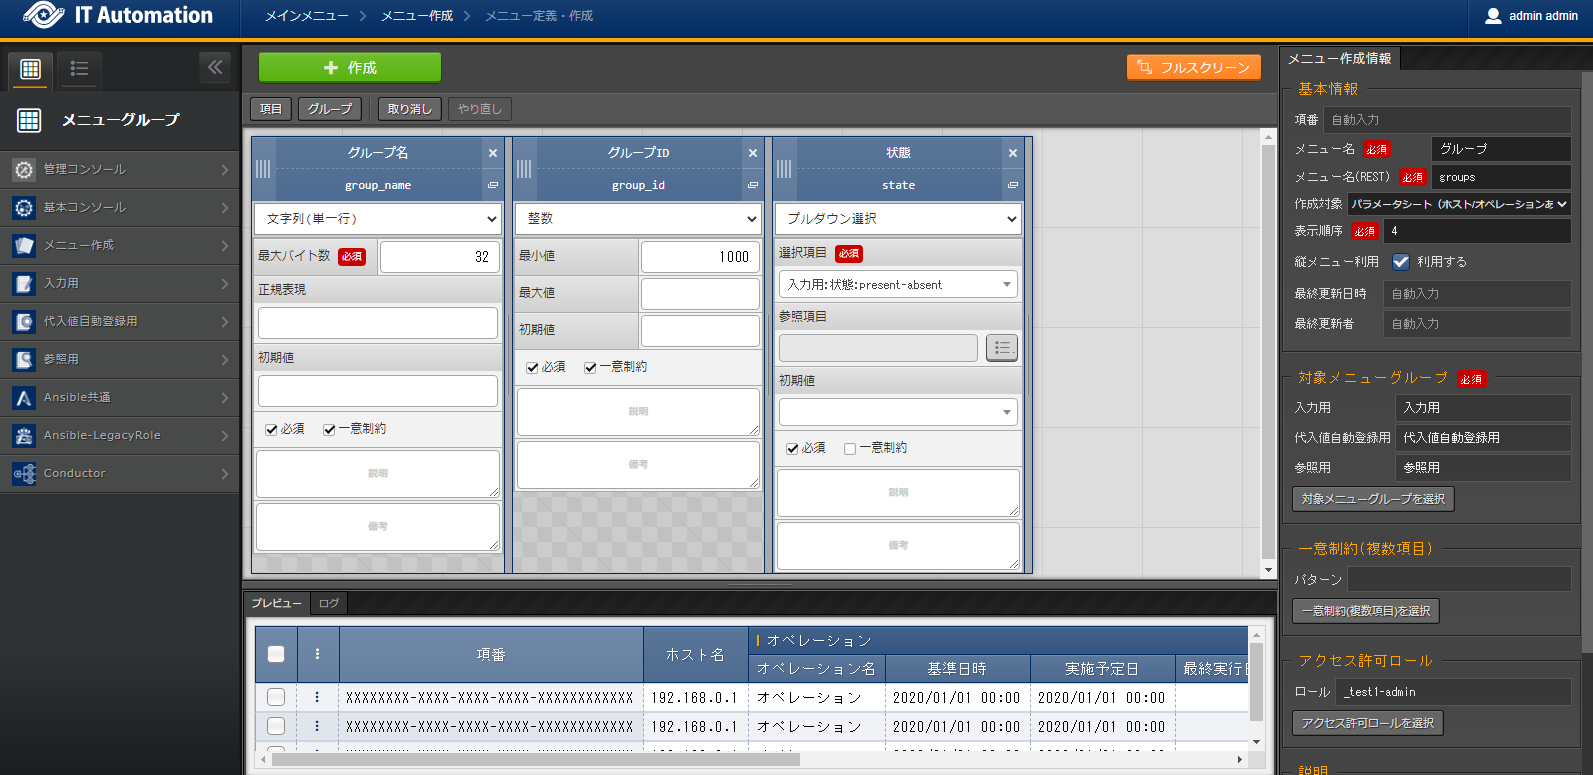 IT Automation
メインメニュー
メニュー作成
メニュー定義・作成
admin admin
メニューグループ
管理コンソール
基本コンソール
メニュー作成
入力用
代入値自動登録用
参照用
Ansible共通
Ansible-LegacyRole
Conductor
作成
フルスクリーン
項目
グループ
取り消し
やり直し
グループ名
group_name
文字列(単一行)
最大バイト数 必須 32
正規表現
初期値
必須 一意制約
説明
備考
グループID
group_id
整数
最小値 1000
最大値
初期値
必須 一意制約
説明
備考
状態
state
プルダウン選択
選択項目 必須
入力用:状態:present-absent
参照項目
初期値
必須 一意制約
説明
備考
プレビュー
ログ
項番 ホスト名 オペレーション
オペレーション名 基準日時 実施予定日 最終実行日
XXXXXXXXX-XXXX-XXXX-XXXX-XXXXXXXXXXXX 192.168.0.1 オペレーション 2020/01/01 00:00 2020/01/01 00:00
XXXXXXXXX-XXXX-XXXX-XXXX-XXXXXXXXXXXX 192.168.0.1 オペレーション 2020/01/01 00:00 2020/01/01 00:00
メニュー作成情報
基本情報
項番 自動入力
メニュー名 必須 グループ
メニュー名(REST) 必須 groups
作成対象 パラメータシート（ホスト/オペレーションあ
表示順序 必須 4
縦メニュー利用 利用する
最終更新日時 自動入力
最終更新者 自動入力
対象メニューグループ 必須
入力用 入力用
代入値自動登録用 代入値自動登録用
参照用 参照用
対象メニューグループを選択
一意制約(複数項目)
パターン
一意制約(複数項目)を選択
アクセス許可ロール
ロール _test1-admin
アクセス許可ロールを選択
説明